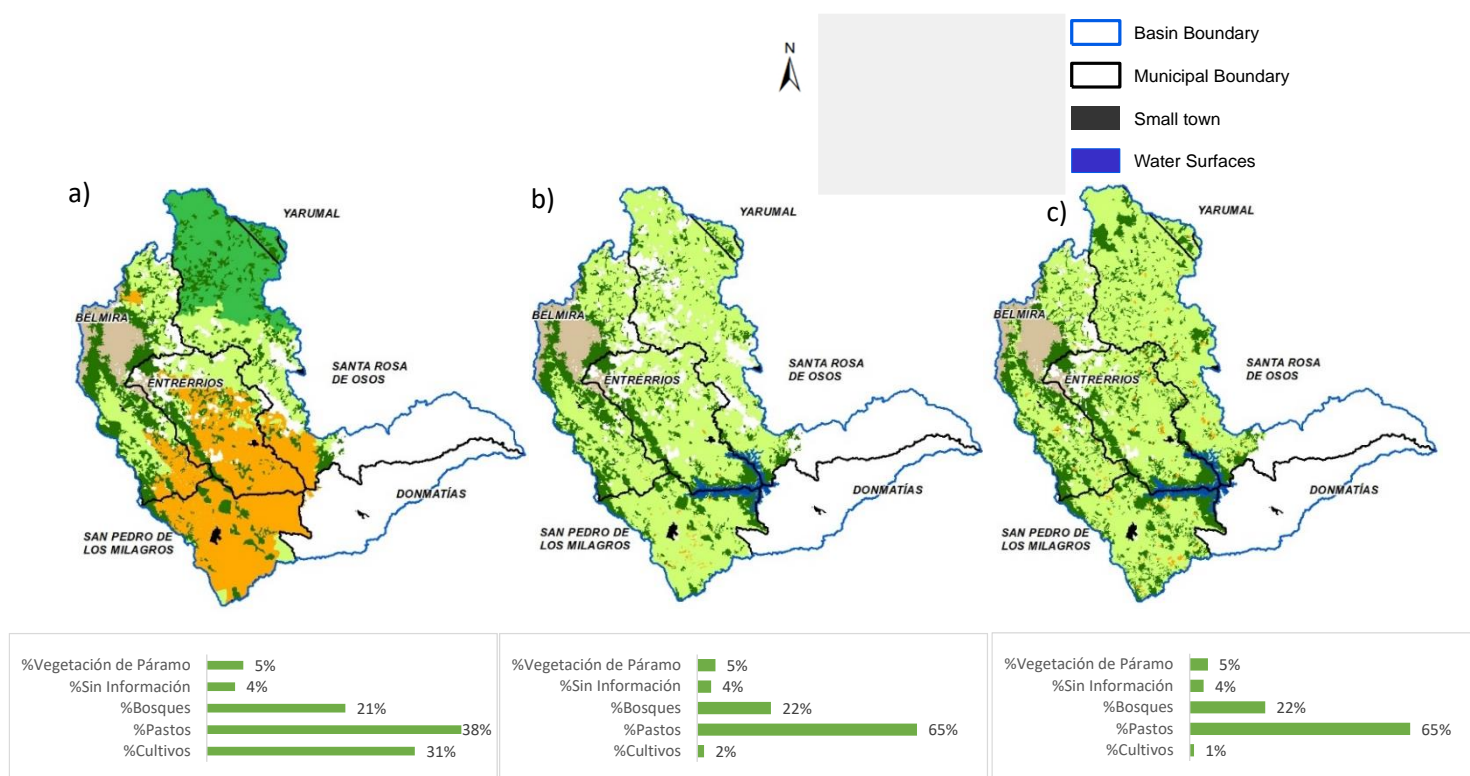 N
Basin Boundary
Municipal Boundary
Small town
Water Surfaces
a)
YARUMAL
BELMIRA
ENTRERRIOS
SANTA ROSA
DE OSOS
DONMATÍAS
SAN PEDRO DE
LOS MILAGROS
b)
YARUMAL
BELMIRA
ENTRERRIOS
SANTA ROSA
DE OSOS
DONMATÍAS
SAN PEDRO DE
LOS MILAGROS
c)
YARUMAL
BELMIRA
ENTRERRIOS
SANTA ROSA
DE OSOS
DONMATÍAS
SAN PEDRO DE
LOS MILAGROS
%Vegetación de Páramo 5%
%Sin Información 4%
%Bosques 21%
%Pastos 38%
%Cultivos 31%
%Vegetación de Páramo 5%
%Sin Información 4%
%Bosques 22%
%Pastos 65%
%Cultivos 2%
%Vegetación de Páramo 5%
%Sin Información 4%
%Bosques 22%
%Pastos 65%
%Cultivos 1%